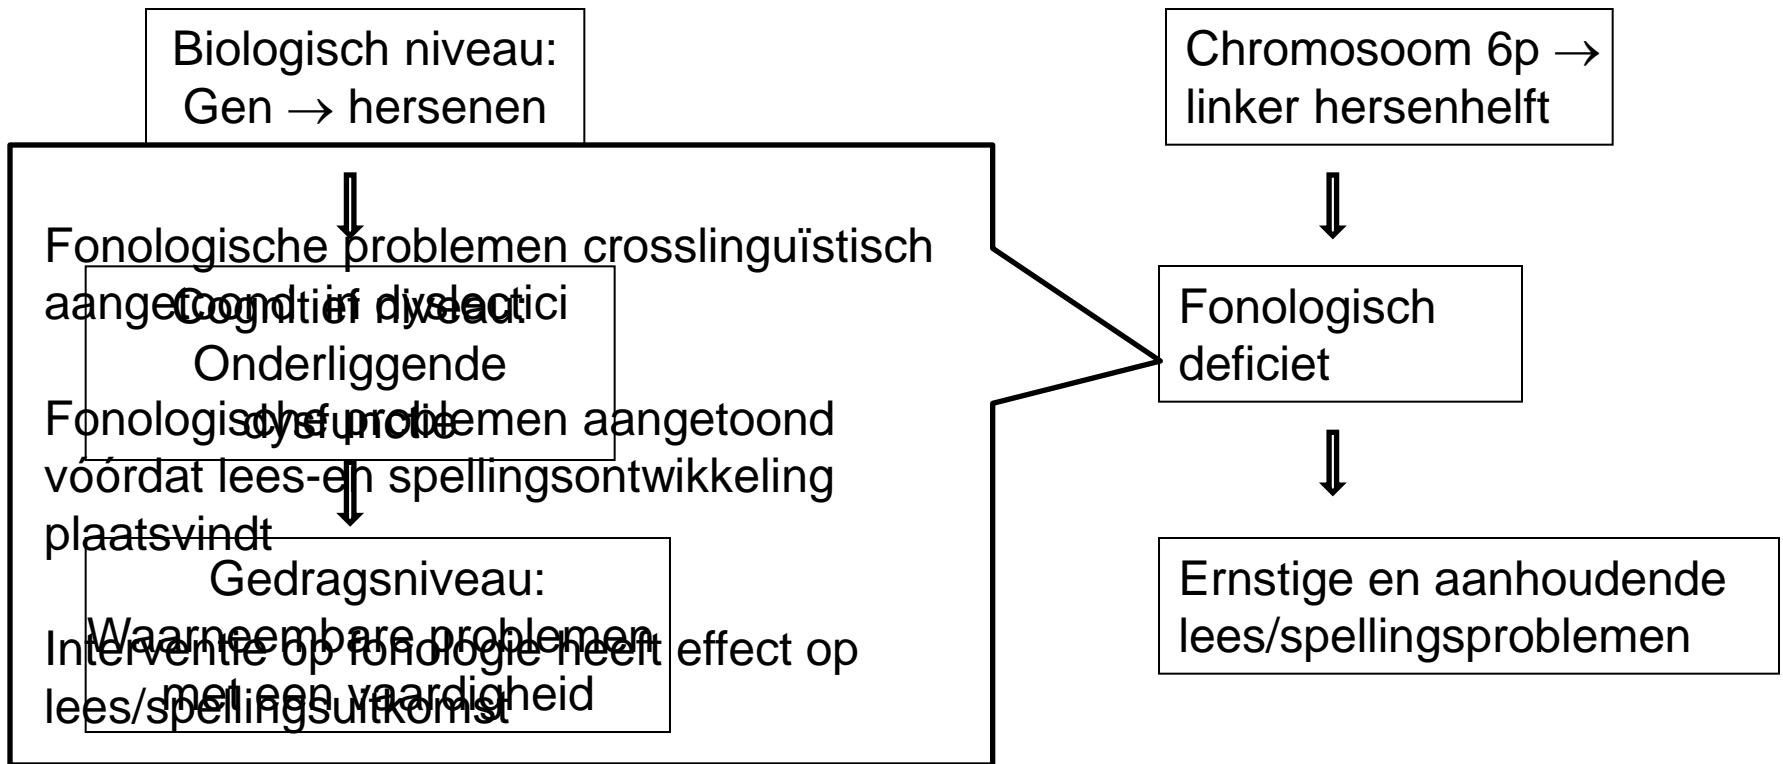 Biologisch niveau:
Gen → hersenen
Fonologische problemen crosslinguïstisch
aangetoond in dyslectici
Fonologische problemen aangetoond
vóórdat lees-en spellingsontwikkeling
plaatsvindt
Interventie op fonologie heeft effect op
lees/spellingsuitkomst
Cognitief niveau:
Onderliggende
dysfunctie
Gedragsniveau:
Waarneembare problemen
met een vaardigheid
Chromosoom 6p →
linker hersenhelft
Fonologisch
deficiet
Ernstige en aanhoudende
lees/spellingsproblemen